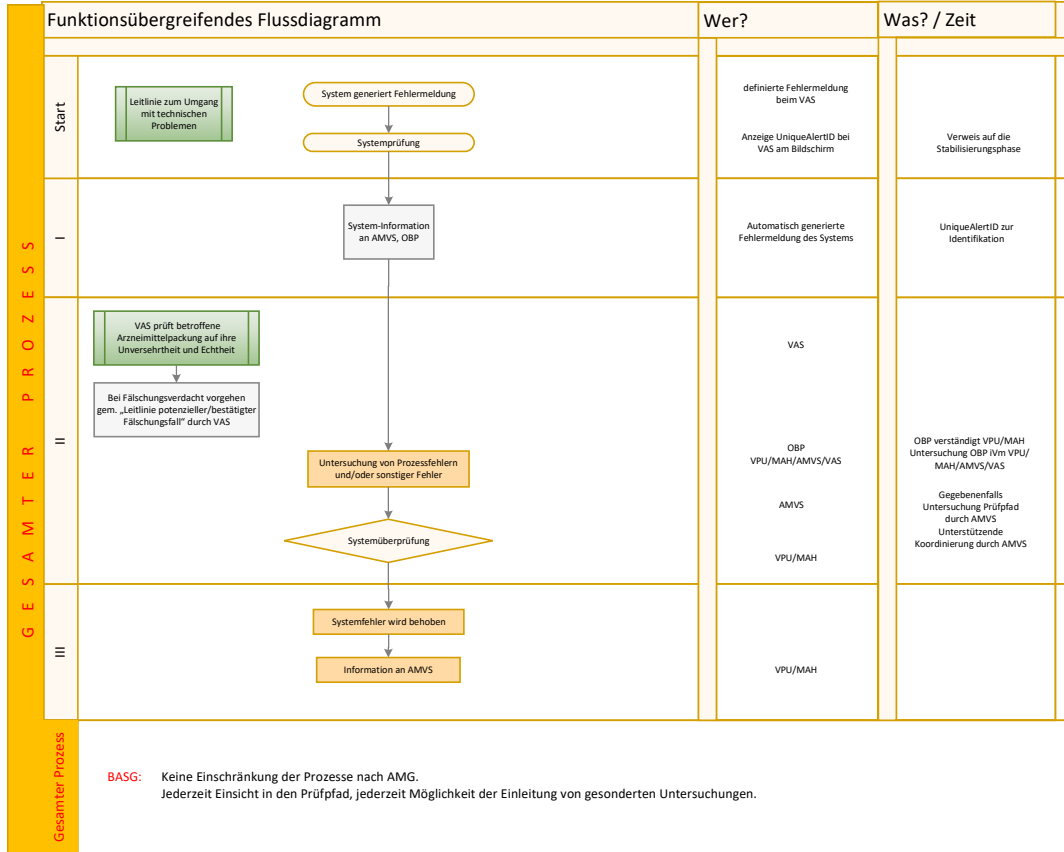 Funktionsübergreifendes Flussdiagramm
Wer?
Was? / Zeit
GESAMTER PROZESS
Start
Leitlinie zum Umgang
mit technischen
Problemen
System generiert Fehlermeldung
Systemprüfung
definierte Fehlermeldung
beim VAS
Anzeige UniqueAlertID bei
VAS am Bildschirm
Verweis auf die
Stabilisierungsphase
I
System-Information
an AMVS, OBP
Automatisch generierte
Fehlermeldung des Systems
UniqueAlertID zur
Identifikation
II
VAS prüft betroffene
Arzneimittelpackung auf ihre
Unversehrtheit und Echtheit
Bei Fälschungsverdacht vorgehen
gem. „Leitlinie potenzieller/bestätigter
Fälschungsfall" durch VAS
Untersuchung von Prozessfehlern
und/oder sonstiger Fehler
Systemüberprüfung
VAS
OBP
VPU/MAH/AMVS/VAS
AMVS
VPU/MAH
OBP verständigt VPU/MAH
Untersuchung OBP iVm VPU/
MAH/AMVS/VAS
Gegebenenfalls
Untersuchung Prüfpfad
durch AMVS
Unterstützende
Koordinierung durch AMVS
III
Systemfehler wird behoben
Information an AMVS
VPU/MAH
Gesamter Prozess
BASG: Keine Einschränkung der Prozesse nach AMG.
Jederzeit Einsicht in den Prüfpfad, jederzeit Möglichkeit der Einleitung von gesonderten Untersuchungen.